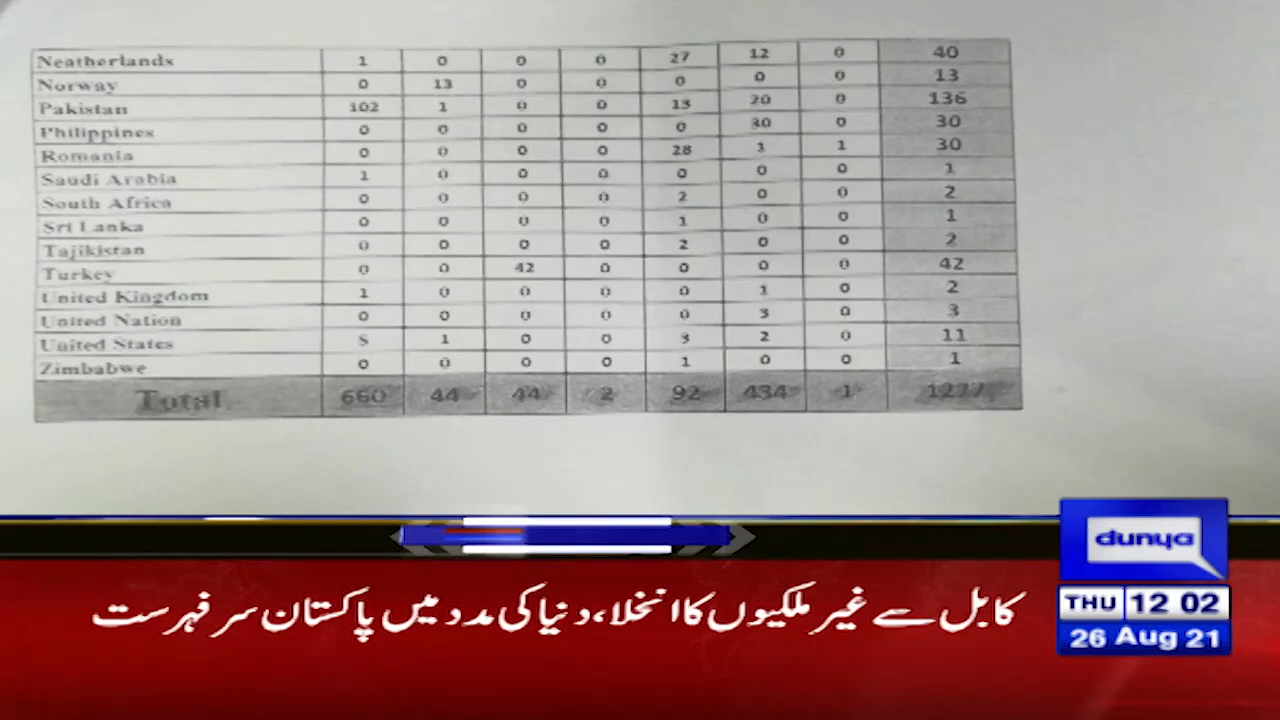 Neatherlands 1 0 0 0 27 12 0 40
Norway 0 13 0 0 0 0 0 13
Pakistan 102 1 0 0 13 20 0 136
Philippines 0 0 0 0 0 30 0 30
Romania 0 0 0 0 28 1 1 30
Saudi Arabia 1 0 0 0 0 0 0 1
South Africa 0 0 0 0 2 0 0 2
Sri Lanka 0 0 0 0 1 0 0 1
Tajikistan 0 0 0 0 2 0 0 2
Turkey 0 0 42 0 0 0 0 42
United Kingdom 1 0 0 0 0 1 0 2
United Nation 0 0 0 0 0 3 0 3
United States 5 1 0 0 3 2 0 11
Zimbabwe 0 0 0 0 1 0 0 1
Total 660 44 44 2 92 434 1 1277
dunya
کابل سے غیر ملکیوں کا انخلا، دنیا کی مدد میں پاکستان سر فہرست
THU 12 02
26 Aug 21